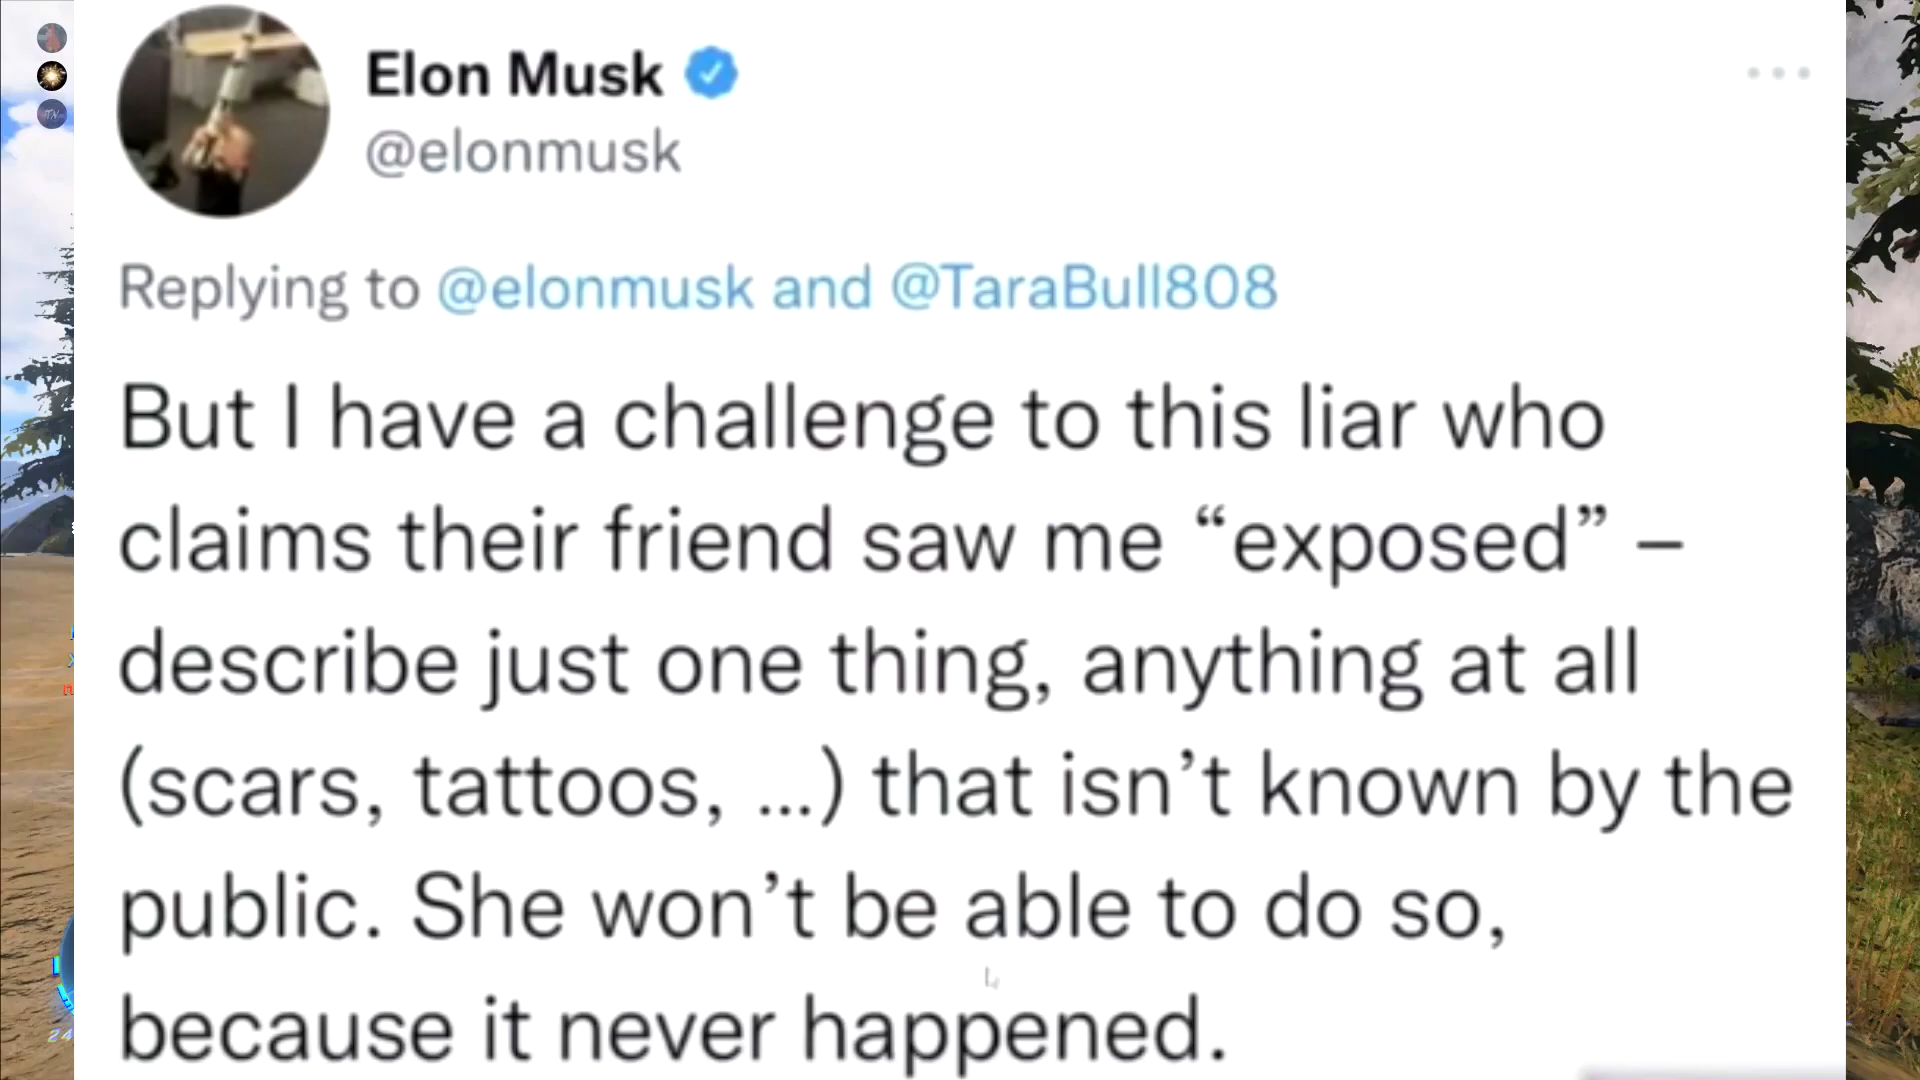 Elon Musk
@elonmusk
Replying to @elonmusk and @TaraBull808
But I have a challenge to this liar who
claims their friend saw me “exposed” –
describe just one thing, anything at all
(scars, tattoos, …) that isn’t known by the
public. She won’t be able to do so,
because it never happened.
24